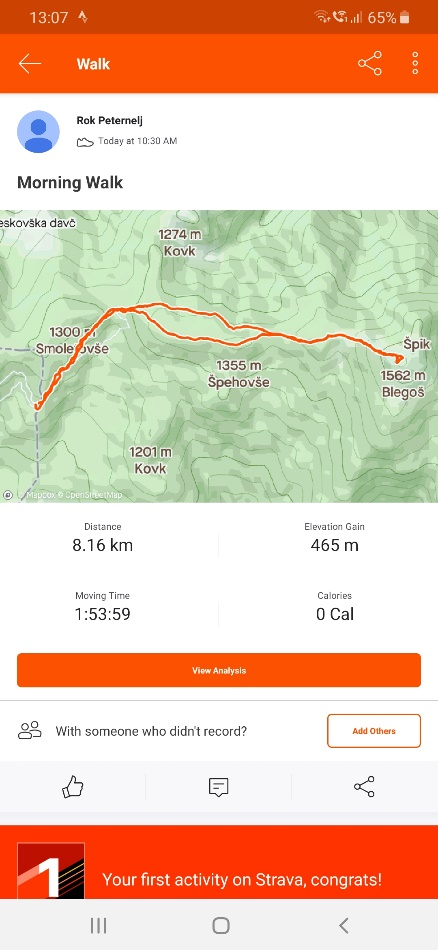 13:07
65%
Walk
Rok Peternelj
Today at 10:30 AM
Morning Walk
eskovška davč
1274 m
Kovk
1300 m
Smolerovše
Špik
1355 m
Špehovše
1562 m
Blegoš
1201 m
Kovk
© Mapbox © OpenStreetMap
Distance
8.16 km
Elevation Gain
465 m
Moving Time
1:53:59
Calories
0 Cal
View Analysis
With someone who didn't record?
Add Others
1
Your first activity on Strava, congrats!